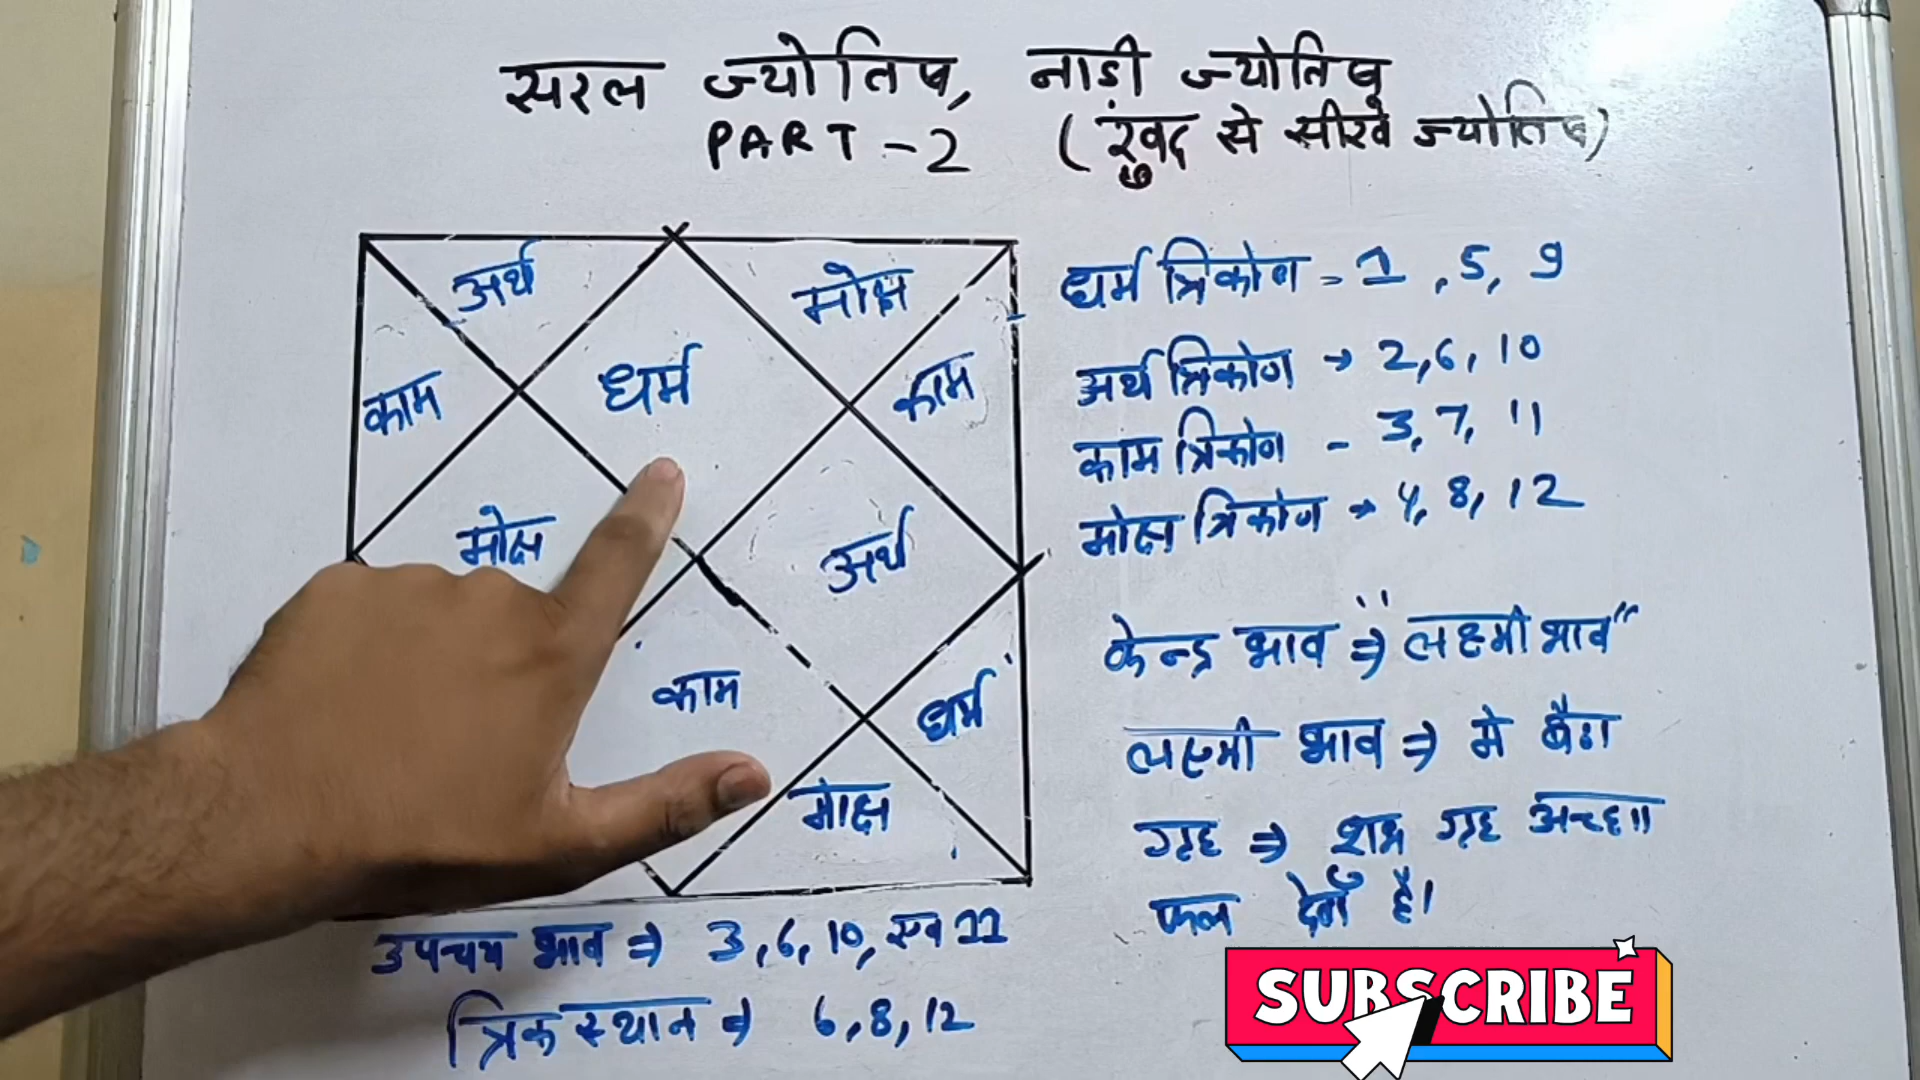 सरल ज्योतिष, नाडी ज्योतिष
PART - 2 (खुद से सीखे ज्योतिष)
अर्थ
मोक्ष
काम
धर्म
काम
मोक्ष
अर्थ
काम
धर्म
मोक्ष
धर्म त्रिकोण = 1, 5, 9
अर्थ त्रिकोण → 2, 6, 10
काम त्रिकोण - 3, 7, 11
मोक्ष त्रिकोण → 4, 8, 12
केन्द्र भाव ⇒ "लक्ष्मी भाव"
लक्ष्मी भाव ⇒ मे बैठा
ग्रह ⇒ शुभ ग्रह अच्छा
फल देता है।
उपचय भाव ⇒ 3, 6, 10, एव 11
त्रिक स्थान ⇒ 6, 8, 12
SUBSCRIBE